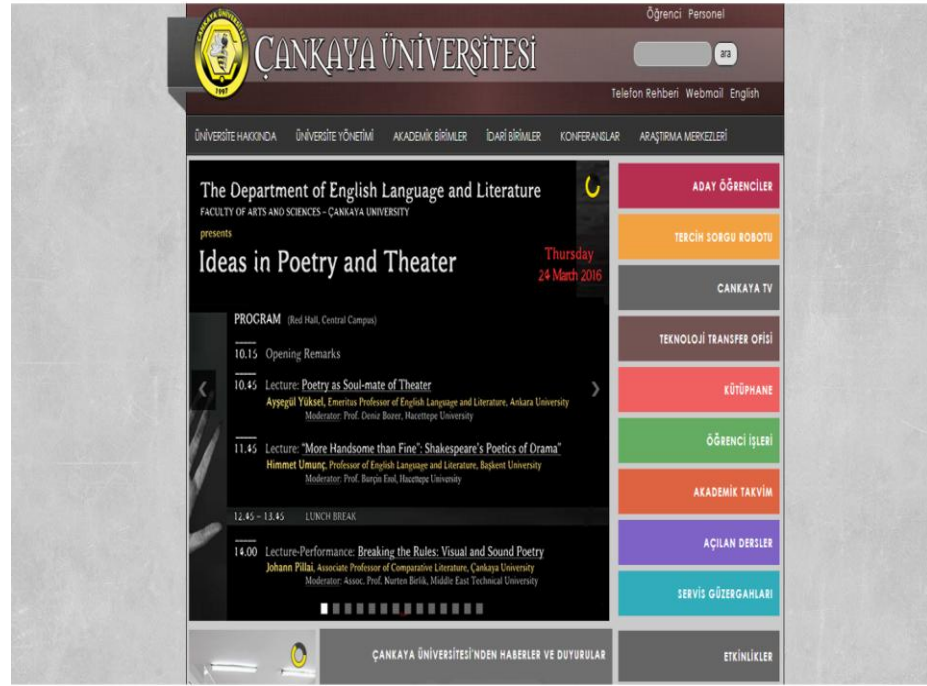 Öğrenci Personel
ÇANKAYA ÜNİVERSİTESİ
ara
1997
Telefon Rehberi Webmail English
ÜNİVERSİTE HAKKINDA ÜNİVERSİTE YÖNETİMİ AKADEMİK BİRİMLER İDARİ BİRİMLER KONFERANSLAR ARAŞTIRMA MERKEZLERİ
The Department of English Language and Literature
FACULTY OF ARTS AND SCIENCES – ÇANKAYA UNIVERSITY
presents
Ideas in Poetry and Theater
Thursday
24 March 2016
PROGRAM (Red Hall, Central Campus)
10.15 Opening Remarks
10.45 Lecture: Poetry as Soul-mate of Theater
Ayşegül Yüksel, Emeritus Professor of English Language and Literature, Ankara University
Moderator: Prof. Deniz Bozer, Hacettepe University
11.45 Lecture: "More Handsome than Fine": Shakespeare's Poetics of Drama"
Himmet Umunç, Professor of English Language and Literature, Başkent University
Moderator: Prof. Burçin Erol, Hacettepe University
12.45 – 13.45 LUNCH BREAK
14.00 Lecture-Performance: Breaking the Rules: Visual and Sound Poetry
Johann Pillai, Associate Professor of Comparative Literature, Çankaya University
Moderator: Assoc. Prof. Nurten Birlik, Middle East Technical University
ADAY ÖĞRENCİLER
TERCİH SORGU ROBOTU
CANKAYA TV
TEKNOLOJİ TRANSFER OFİSİ
KÜTÜPHANE
ÖĞRENCİ İŞLERİ
AKADEMİK TAKVİM
AÇILAN DERSLER
SERVİS GÜZERGAHLARI
ÇANKAYA ÜNİVERSİTESİ'NDEN HABERLER VE DUYURULAR
ETKİNLİKLER